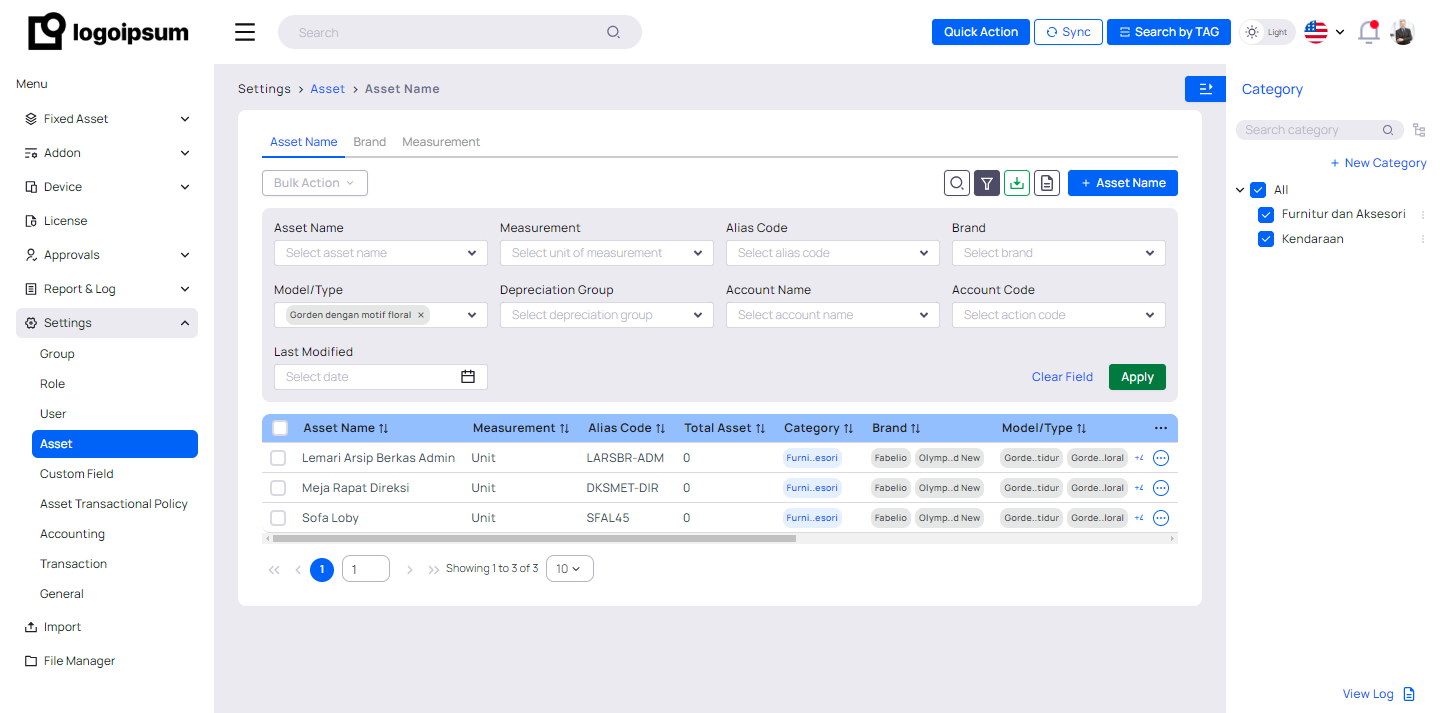 logoipsum
Search
Quick Action
Sync
Search by TAG
Light
Menu
Fixed Asset
Addon
Device
License
Approvals
Report & Log
Settings
Group
Role
User
Asset
Custom Field
Asset Transactional Policy
Accounting
Transaction
General
Import
File Manager
Settings > Asset > Asset Name
Asset Name Brand Measurement
Bulk Action
+ Asset Name
Asset Name Measurement Alias Code Brand
Select asset name Select unit of measurement Select alias code Select brand
Model/Type Depreciation Group Account Name Account Code
Gorden dengan motif floral × Select depreciation group Select account name Select action code
Last Modified
Select date
Clear Field Apply
Asset Name Measurement Alias Code Total Asset Category Brand Model/Type ...
Lemari Arsip Berkas Admin Unit LARSBR-ADM 0 Furni..esori Fabelio Olymp..d New Gorde..tidur Gorde..loral +4
Meja Rapat Direksi Unit DKSMET-DIR 0 Furni..esori Fabelio Olymp..d New Gorde..tidur Gorde..loral +4
Sofa Loby Unit SFAL45 0 Furni..esori Fabelio Olymp..d New Gorde..tidur Gorde..loral +4
1 1 Showing 1 to 3 of 3 10
Category
Search category
+ New Category
All
Furnitur dan Aksesori
Kendaraan
View Log